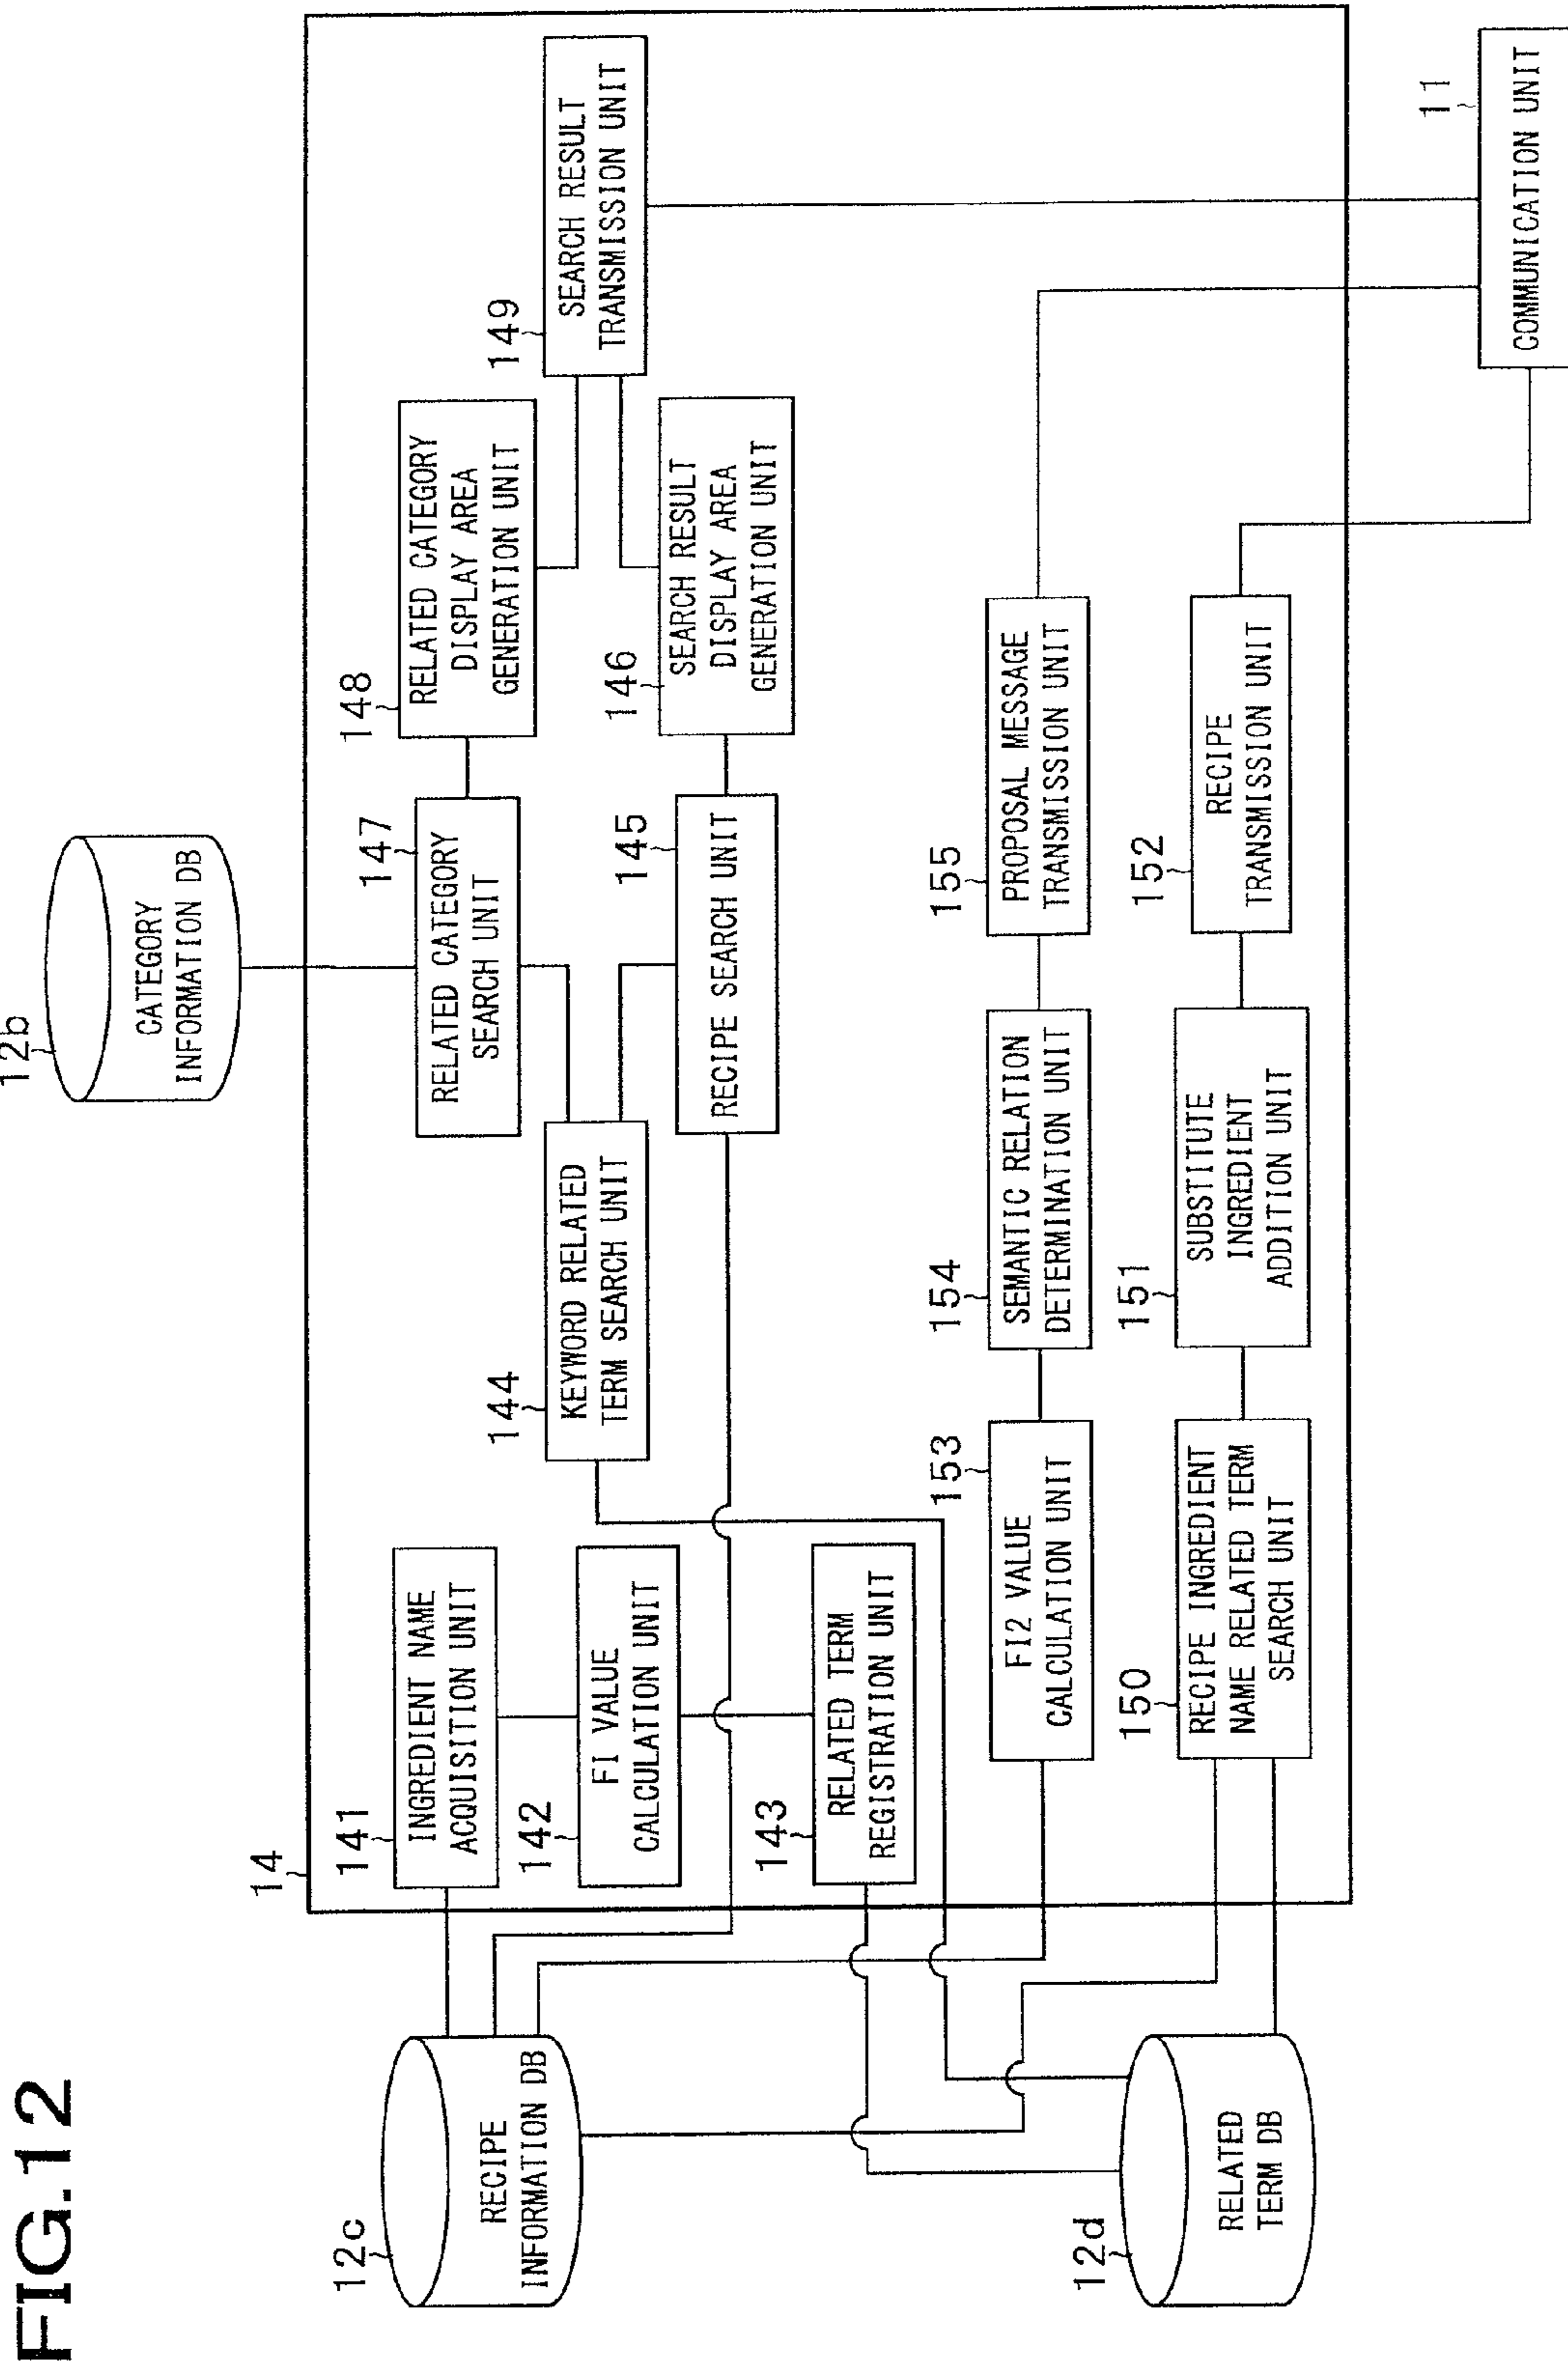 FIG.12
12b
CATEGORY
INFORMATION DB
12c
RECIPE
INFORMATION DB
12d
RELATED
TERM DB
14
141
INGREDIENT NAME
ACQUISITION UNIT
142
FI VALUE
CALCULATION UNIT
143
RELATED TERM
REGISTRATION UNIT
144
KEYWORD RELATED
TERM SEARCH UNIT
147
RELATED CATEGORY
SEARCH UNIT
145
RECIPE SEARCH UNIT
148
RELATED CATEGORY
DISPLAY AREA
GENERATION UNIT
146
SEARCH RESULT
DISPLAY AREA
GENERATION UNIT
149
SEARCH RESULT
TRANSMISSION UNIT
153
FI2 VALUE
CALCULATION UNIT
154
SEMANTIC RELATION
DETERMINATION UNIT
155
PROPOSAL MESSAGE
TRANSMISSION UNIT
150
RECIPE INGREDIENT
NAME RELATED TERM
SEARCH UNIT
151
SUBSTITUTE
INGREDIENT
ADDITION UNIT
152
RECIPE
TRANSMISSION UNIT
11
COMMUNICATION UNIT